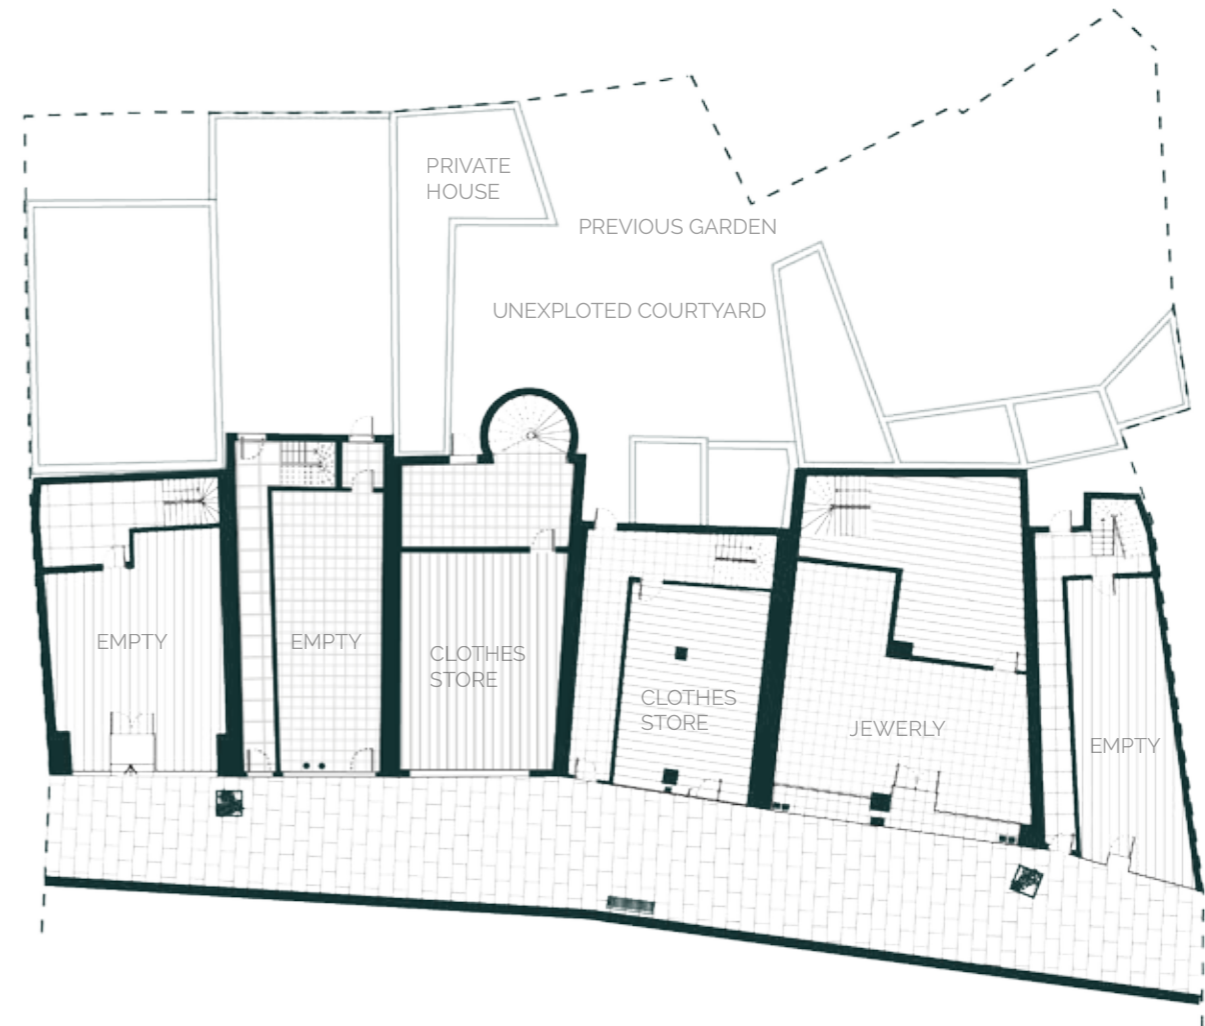 PRIVATE
HOUSE
PREVIOUS GARDEN
UNEXPLOTED COURTYARD
EMPTY
EMPTY
CLOTHES
STORE
CLOTHES
STORE
JEWERLY
EMPTY